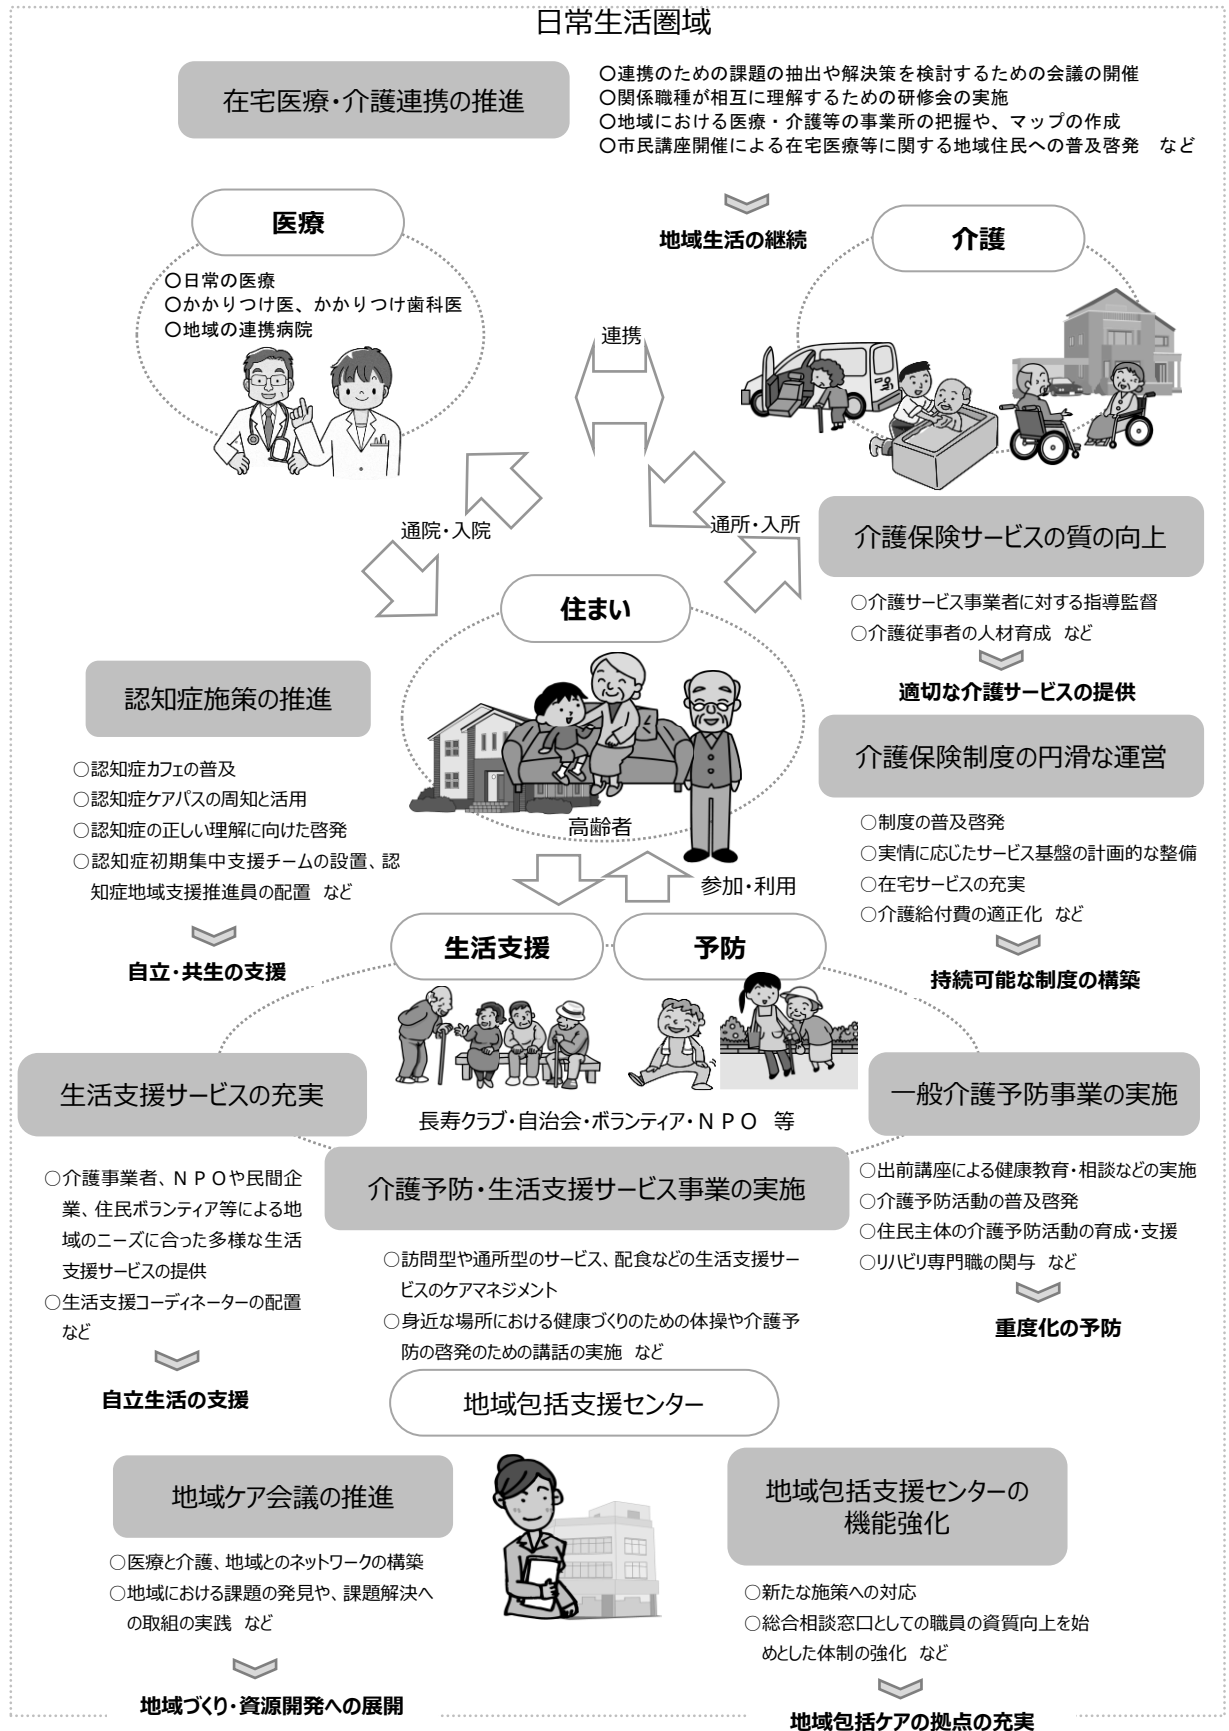 日常生活圏域
在宅医療・介護連携の推進
〇連携のための課題の抽出や解決策を検討するための会議の開催
〇関係職種が相互に理解するための研修会の実施
〇地域における医療・介護等の事業所の把握や、マップの作成
〇市民講座開催による在宅医療等に関する地域住民への普及啓発　など
地域生活の継続
医療
〇日常の医療
〇かかりつけ医、かかりつけ歯科医
〇地域の連携病院
介護
連携
通院・入院
通所・入所
介護保険サービスの質の向上
○介護サービス事業者に対する指導監督
○介護従事者の人材育成　など
適切な介護サービスの提供
住まい
高齢者
認知症施策の推進
○認知症カフェの普及
○認知症ケアパスの周知と活用
○認知症の正しい理解に向けた啓発
○認知症初期集中支援チームの設置、認
知症地域支援推進員の配置　など
自立・共生の支援
介護保険制度の円滑な運営
○制度の普及啓発
○実情に応じたサービス基盤の計画的な整備
○在宅サービスの充実
○介護給付費の適正化　など
持続可能な制度の構築
参加・利用
生活支援
予防
長寿クラブ・自治会・ボランティア・ＮＰＯ　等
生活支援サービスの充実
○介護事業者、ＮＰＯや民間企
業、住民ボランティア等による地
域のニーズに合った多様な生活
支援サービスの提供
○生活支援コーディネーターの配置
など
自立生活の支援
介護予防・生活支援サービス事業の実施
○訪問型や通所型のサービス、配食などの生活支援サー
ビスのケアマネジメント
○身近な場所における健康づくりのための体操や介護予
防の啓発のための講話の実施　など
一般介護予防事業の実施
○出前講座による健康教育・相談などの実施
○介護予防活動の普及啓発
○住民主体の介護予防活動の育成・支援
○リハビリ専門職の関与　など
重度化の予防
地域包括支援センター
地域ケア会議の推進
○医療と介護、地域とのネットワークの構築
○地域における課題の発見や、課題解決へ
の取組の実践　など
地域づくり・資源開発への展開
地域包括支援センターの
機能強化
○新たな施策への対応
○総合相談窓口としての職員の資質向上を始
めとした体制の強化　など
地域包括ケアの拠点の充実